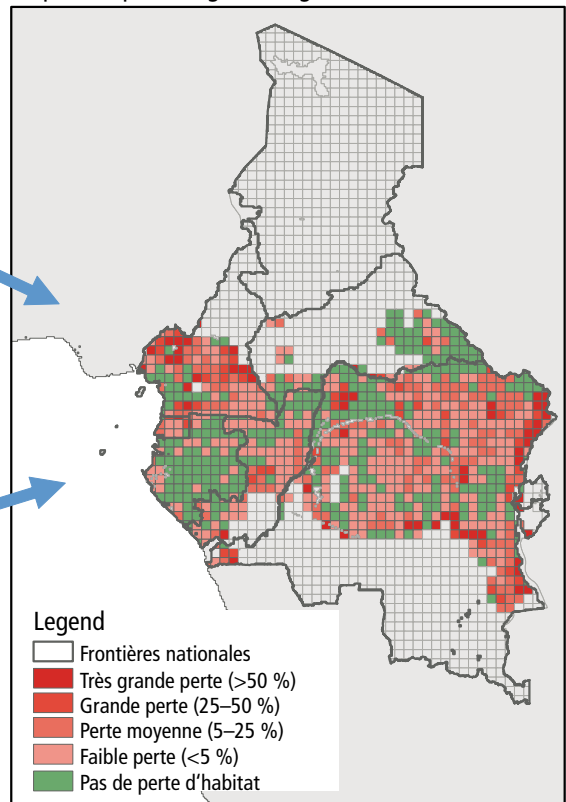 Legend
Frontières nationales
Très grande perte (>50 %)
Grande perte (25–50 %)
Perte moyenne (5–25 %)
Faible perte (<5 %)
Pas de perte d'habitat